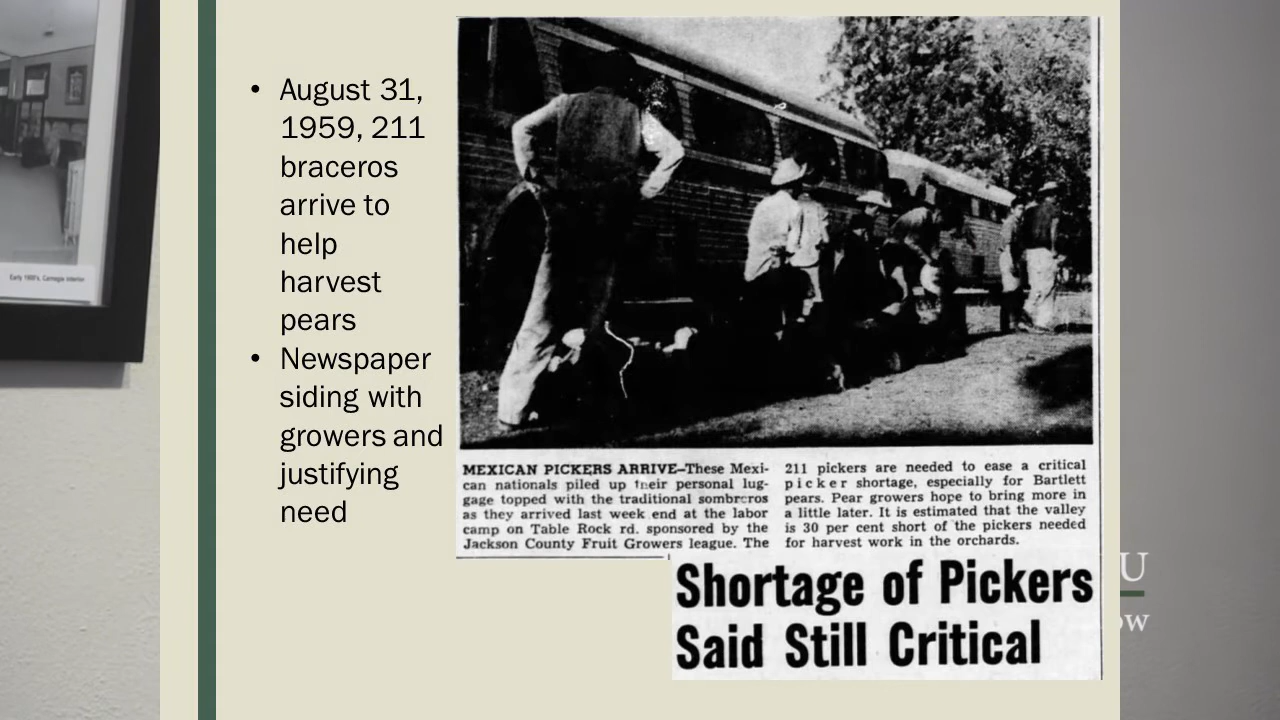 • August 31,
1959, 211
braceros
arrive to
help
harvest
pears
• Newspaper
siding with
growers and
justifying
need
MEXICAN PICKERS ARRIVE—These Mexi-
can nationals piled up their personal lug-
gage topped with the traditional sombreros
as they arrived last week end at the labor
camp on Table Rock rd. sponsored by the
Jackson County Fruit Growers league. The
211 pickers are needed to ease a critical
picker shortage, especially for Bartlett
pears. Pear growers hope to bring more in
a little later. It is estimated that the valley
is 30 per cent short of the pickers needed
for harvest work in the orchards.
Shortage of Pickers
Said Still Critical
Early 1900's, Carnegie interior
U
ow